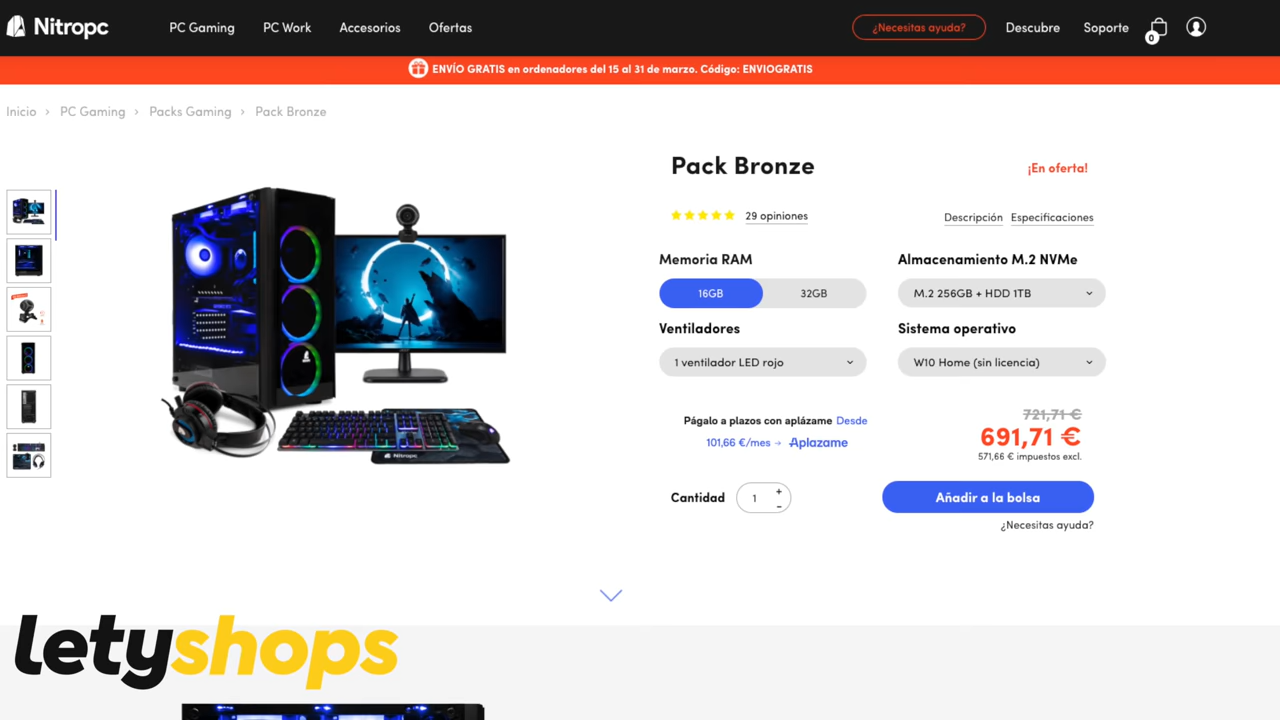 Nitropc
PC Gaming
PC Work
Accesorios
Ofertas
¿Necesitas ayuda?
Descubre
Soporte
0
ENVÍO GRATIS en ordenadores del 15 al 31 de marzo. Código: ENVIOGRATIS
Inicio › PC Gaming › Packs Gaming › Pack Bronze
Pack Bronze
¡En oferta!
29 opiniones
Descripción
Especificaciones
Memoria RAM
16GB
32GB
Almacenamiento M.2 NVMe
M.2 256GB + HDD 1TB
Ventiladores
1 ventilador LED rojo
Sistema operativo
W10 Home (sin licencia)
Págalo a plazos con aplázame Desde
101,66 €/mes → Aplazame
721,71 €
691,71 €
571,66 € impuestos excl.
Cantidad
1
+
-
Añadir a la bolsa
¿Necesitas ayuda?
Nitropc
letyshops